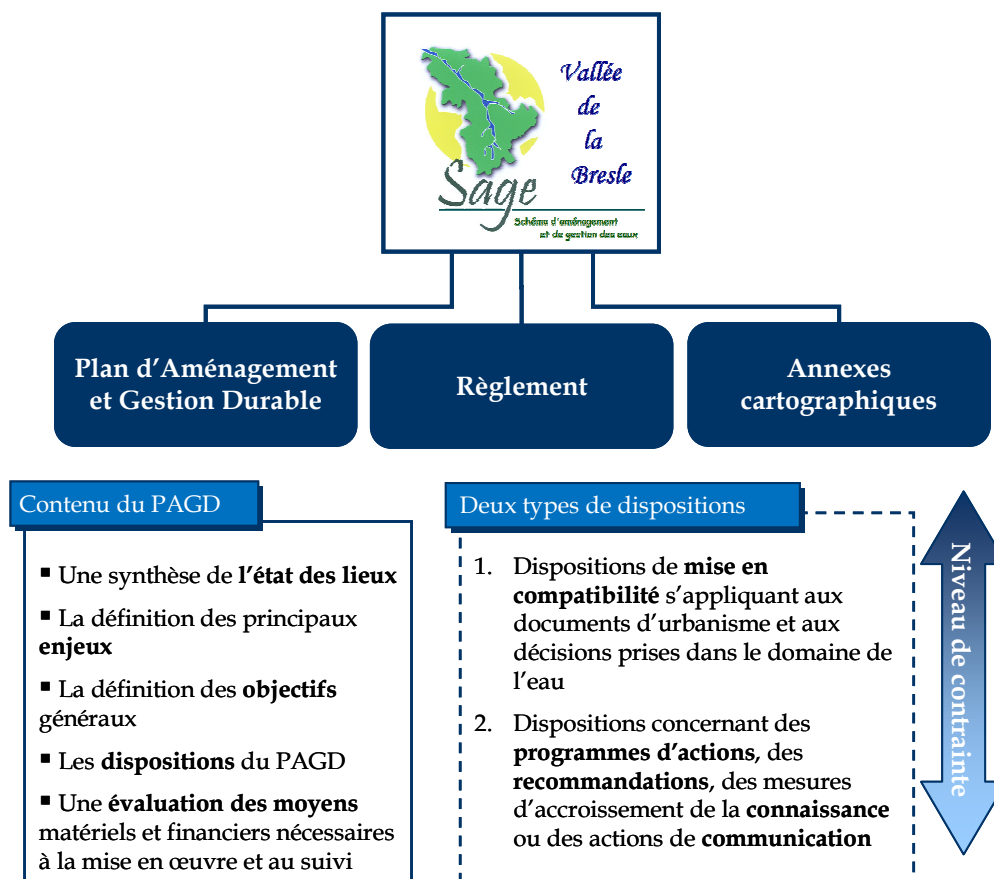 Vallée
de
la
Bresle
Sage
Schéma d'aménagement
et de gestion des eaux
Plan d'Aménagement
et Gestion Durable
Règlement
Annexes
cartographiques
Contenu du PAGD
▪ Une synthèse de l'état des lieux
▪ La définition des principaux
enjeux
▪ La définition des objectifs
généraux
▪ Les dispositions du PAGD
▪ Une évaluation des moyens
matériels et financiers nécessaires
à la mise en œuvre et au suivi
Deux types de dispositions
1. Dispositions de mise en
compatibilité s'appliquant aux
documents d'urbanisme et aux
décisions prises dans le domaine de
l'eau
2. Dispositions concernant des
programmes d'actions, des
recommandations, des mesures
d'accroissement de la connaissance
ou des actions de communication
Niveau de contrainte